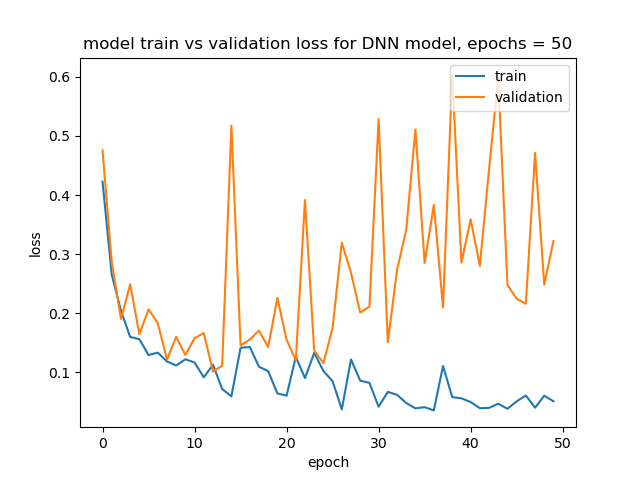 model train vs validation loss for DNN model, epochs = 50
train
validation
0.6
0.5
0.4
0.3
0.2
0.1
loss
0 10 20 30 40 50
epoch